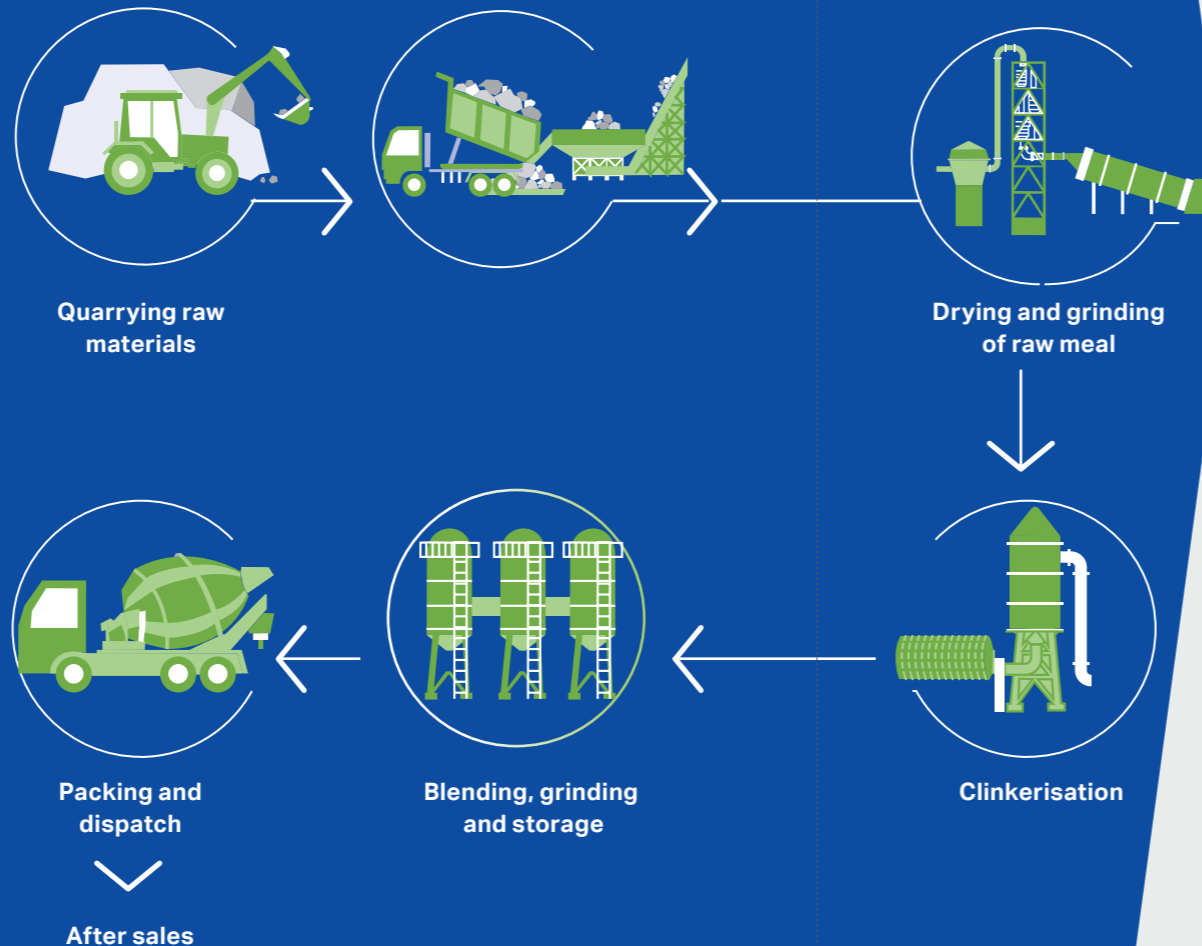 Quarrying raw
materials
Drying and grinding
of raw meal
Packing and
dispatch
Blending, grinding
and storage
Clinkerisation
After sales